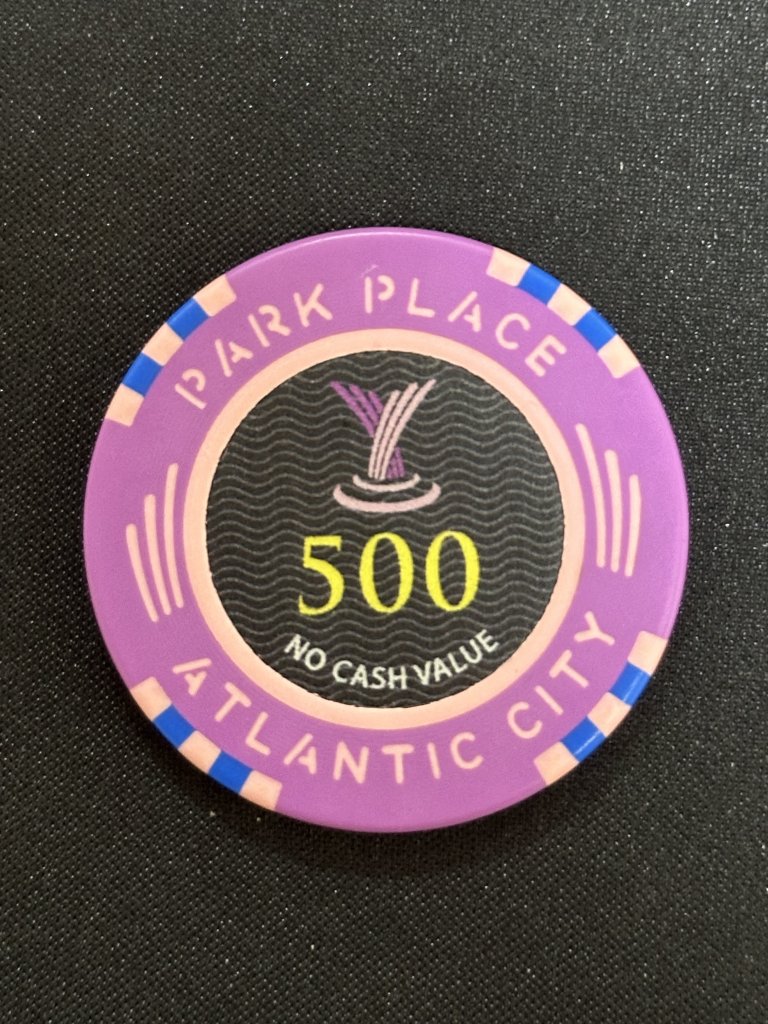 PARK PLACE
500
NO CASH VALUE
ATLANTIC CITY